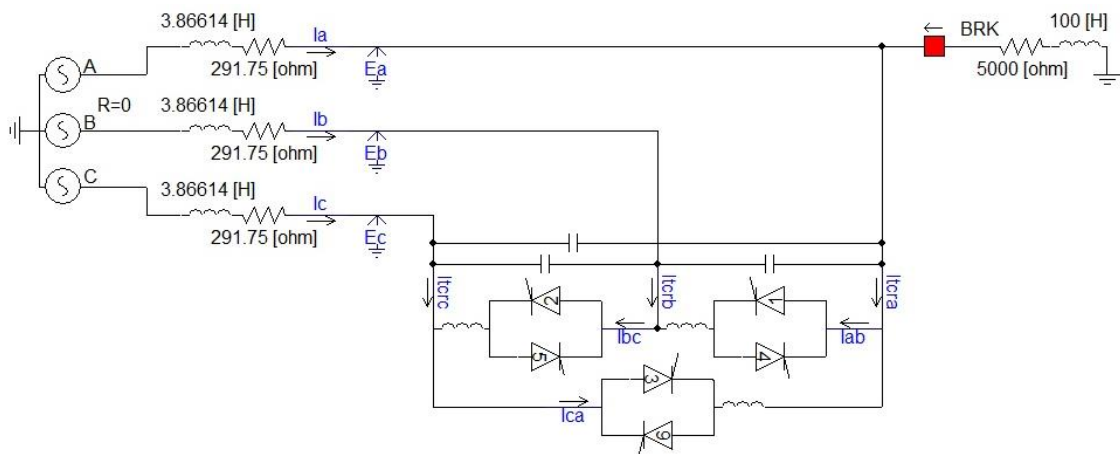 3.86614 [H]
100 [H]
Ia
BRK
A
291.75 [ohm]
Ea
5000 [ohm]
R=0
3.86614 [H]
B
Ib
291.75 [ohm]
Eb
C
3.86614 [H]
Ic
291.75 [ohm]
Ec
Itcrc
Itcrb
Itcra
2
1
Ibc
Iab
5
4
3
Ica
6